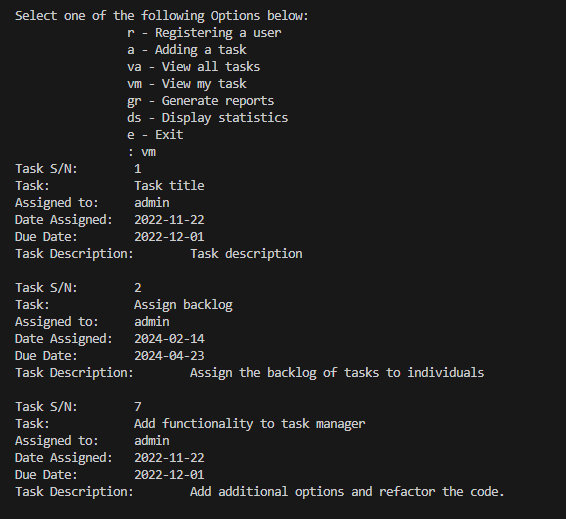 Select one of the following Options below:
r - Registering a user
a - Adding a task
va - View all tasks
vm - View my task
gr - Generate reports
ds - Display statistics
e - Exit
: vm
Task S/N: 1
Task: Task title
Assigned to: admin
Date Assigned: 2022-11-22
Due Date: 2022-12-01
Task Description: Task description
Task S/N: 2
Task: Assign backlog
Assigned to: admin
Date Assigned: 2024-02-14
Due Date: 2024-04-23
Task Description: Assign the backlog of tasks to individuals
Task S/N: 7
Task: Add functionality to task manager
Assigned to: admin
Date Assigned: 2022-11-22
Due Date: 2022-12-01
Task Description: Add additional options and refactor the code.